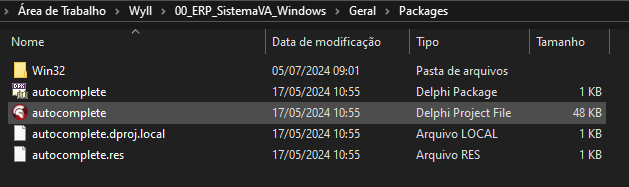 Área de Trabalho > Wyll > 00_ERP_SistemaVA_Windows > Geral > Packages
Nome Data de modificação Tipo Tamanho
Win32 05/07/2024 09:01 Pasta de arquivos
autocomplete 17/05/2024 10:55 Delphi Package 1 KB
autocomplete 17/05/2024 10:55 Delphi Project File 48 KB
autocomplete.dproj.local 17/05/2024 10:55 Arquivo LOCAL 1 KB
autocomplete.res 17/05/2024 10:55 Arquivo RES 1 KB